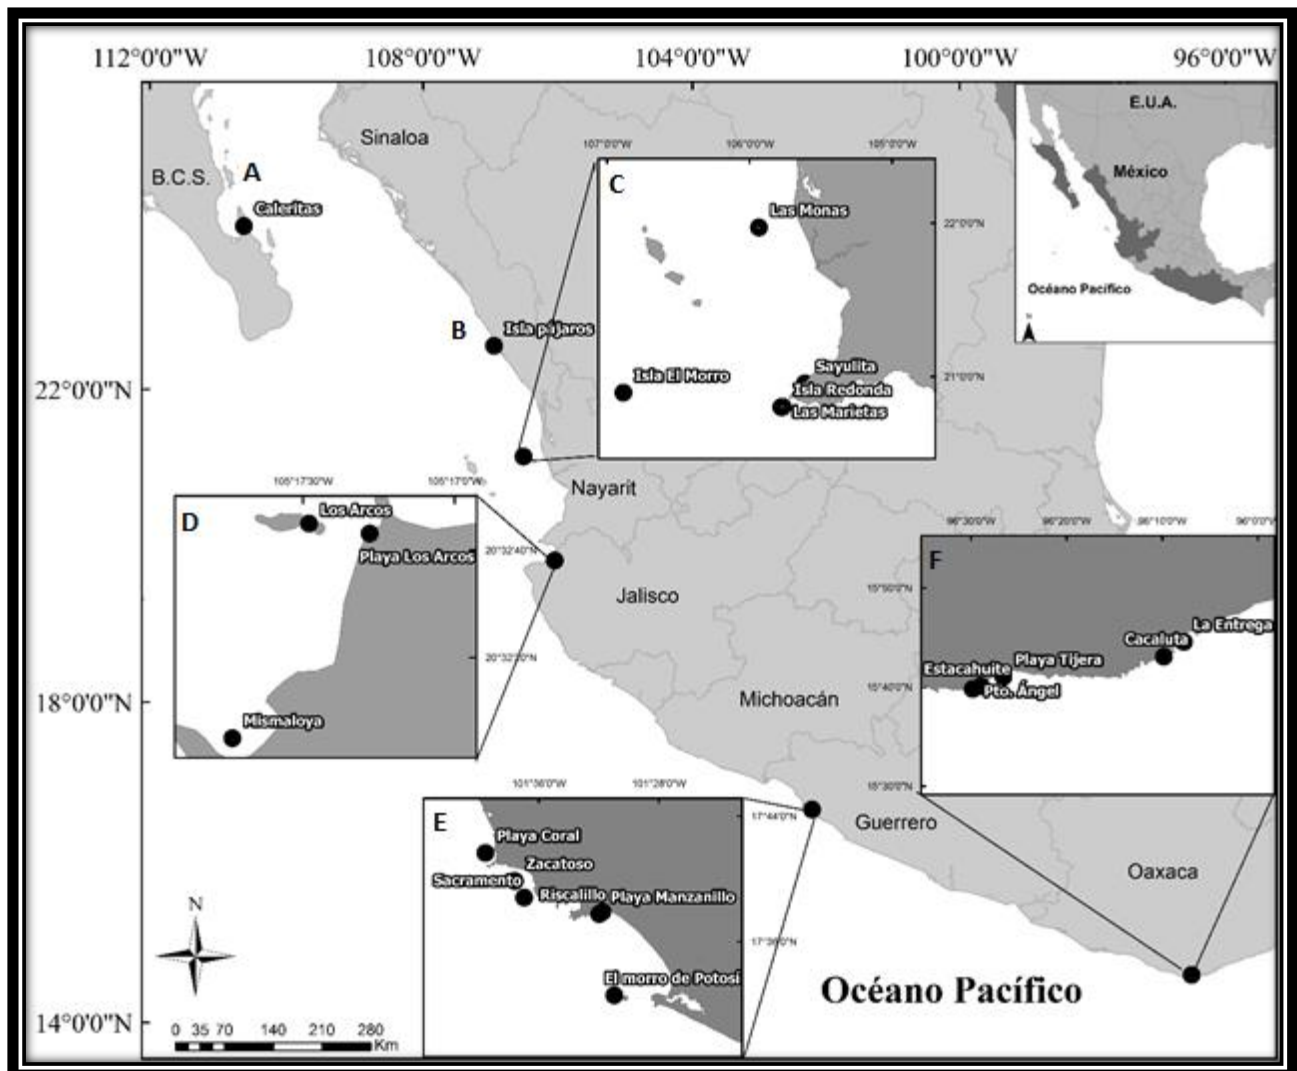 112°0'0"W 108°0'0"W 104°0'0"W 100°0'0"W 96°0'0"W
E.U.A.
México
Océano Pacífico
Sinaloa
B.C.S.
A
Caleritas
B
Isla pájaros
22°0'0"N
107°0'0"W 106°0'0"W 105°0'0"W
C
Las Monas
22°0'0"N
Sayulita
21°0'0"N
Isla El Morro
Isla Redonda
Las Marietas
Nayarit
105°17'30"W 105°17'0"W
D
Los Arcos
Playa Los Arcos
20°32'40"N
Mismaloya
Jalisco
Michoacán
18°0'0"N
96°30'0"W 96°20'0"W 96°10'0"W 96°0'0"W
F
15°50'0"N
La Entrega
Cacaluta
Playa Tijera
Estacahuite
Pto. Ángel
15°40'0"N
15°30'0"N
101°36'0"W 101°28'0"W
E
17°44'0"N
Playa Coral
Zacatoso
Sacramento
Riscalillo
Playa Manzanillo
17°36'0"N
El morro de Potosí
Guerrero
Oaxaca
N
Océano Pacífico
14°0'0"N
0 35 70 140 210 280
Km